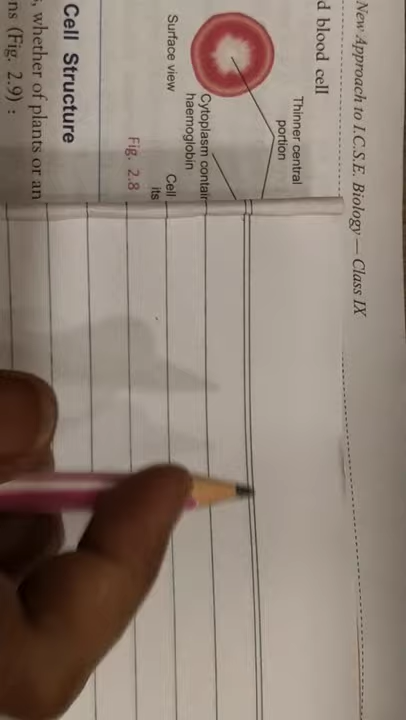 New Approach to I.C.S.E. Biology — Class IX
d blood cell
Thinner central
portion
Cytoplasm contair
haemoglobin
Surface view
Cell
its
Fig. 2.8
Cell Structure
, whether of plants or an
ns (Fig. 2.9) :